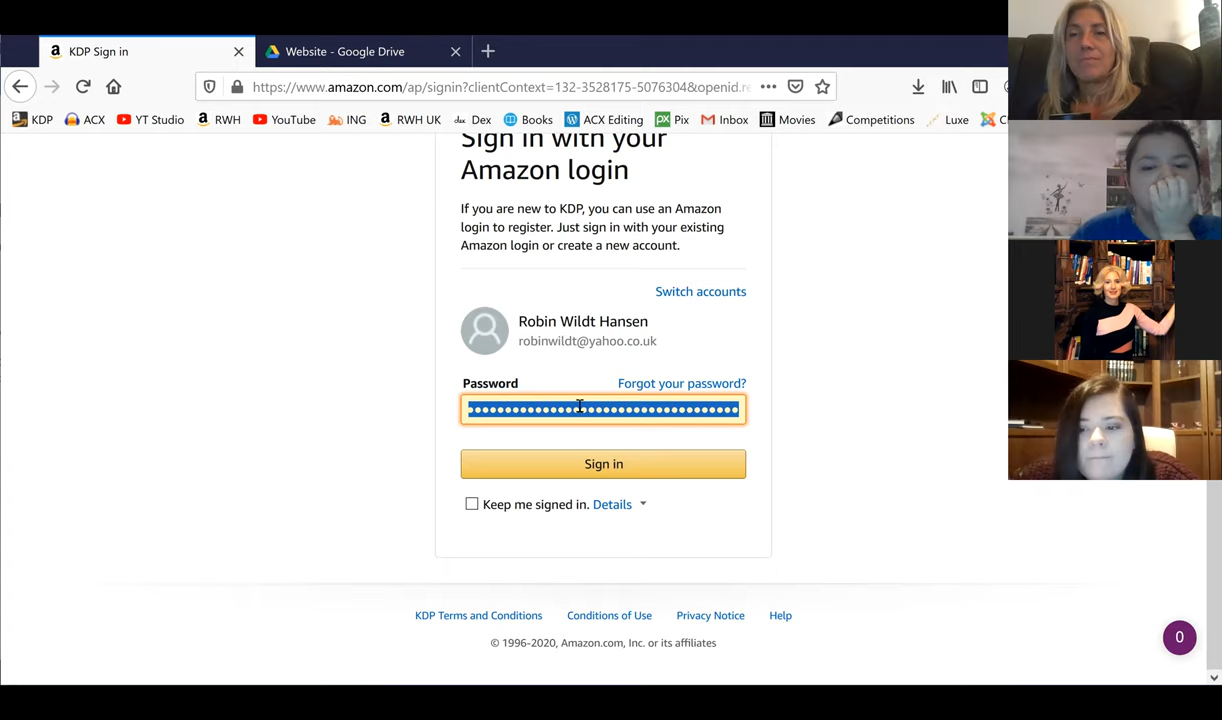 KDP Sign in
Website - Google Drive
https://www.amazon.com/ap/signin?clientContext=132-3528175-5076304&openid.re
KDP ACX YT Studio RWH YouTube ING RWH UK dex Dex Books ACX Editing PX Pix Inbox Movies Competitions Luxe C
Sign in with your
Amazon login
If you are new to KDP, you can use an Amazon
login to register. Just sign in with your existing
Amazon login or create a new account.
Switch accounts
Robin Wildt Hansen
robinwildt@yahoo.co.uk
Password Forgot your password?
Sign in
Keep me signed in. Details
KDP Terms and Conditions Conditions of Use Privacy Notice Help
© 1996-2020, Amazon.com, Inc. or its affiliates
0